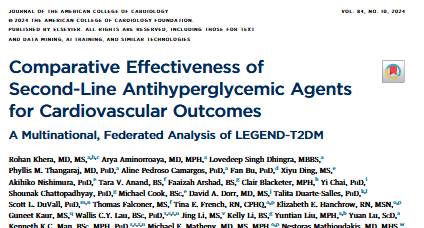 JOURNAL OF THE AMERICAN COLLEGE OF CARDIOLOGY VOL. 84, NO. 10, 2024
© 2024 THE AMERICAN COLLEGE OF CARDIOLOGY FOUNDATION.
PUBLISHED BY ELSEVIER. ALL RIGHTS ARE RESERVED, INCLUDING THOSE FOR TEXT
AND DATA MINING, AI TRAINING, AND SIMILAR TECHNOLOGIES
Comparative Effectiveness of
Second-Line Antihyperglycemic Agents
for Cardiovascular Outcomes
A Multinational, Federated Analysis of LEGEND-T2DM
Rohan Khera, MD, MS,a,b,c Arya Aminorroaya, MD, MPH,a Lovedeep Singh Dhingra, MBBS,a
Phyllis M. Thangaraj, MD, PhD,a Aline Pedroso Camargos, PhD,a Fan Bu, PhD,d Xiyu Ding, MS,e
Akihiko Nishimura, PhD,e Tara V. Anand, BS,f Faaizah Arshad, BS,g Clair Blacketer, MPH,h Yi Chai, PhD,i
Shounak Chattopadhyay, PhD,g Michael Cook, BSc,e David A. Dorr, MD, MS,j Talita Duarte-Salles, PhD,k,l
Scott L. DuVall, PhD,m,n Thomas Falconer, MS,f Tina E. French, RN, CPHQ,o,p Elizabeth E. Hanchrow, RN, MSN,o,p
Guneet Kaur, MS,q Wallis C.Y. Lau, BSc, PhD, Jing Li, MS,v Kelly Li, BS,g Yuntian Liu, MPH,a,b Yuan Lu, ScD,a
Kenneth K.C. Man, BSc, MPH, PhD, Michael E. Matheny, MD, MS, MPH, Nestoras Mathioudakis, MD, MHS,